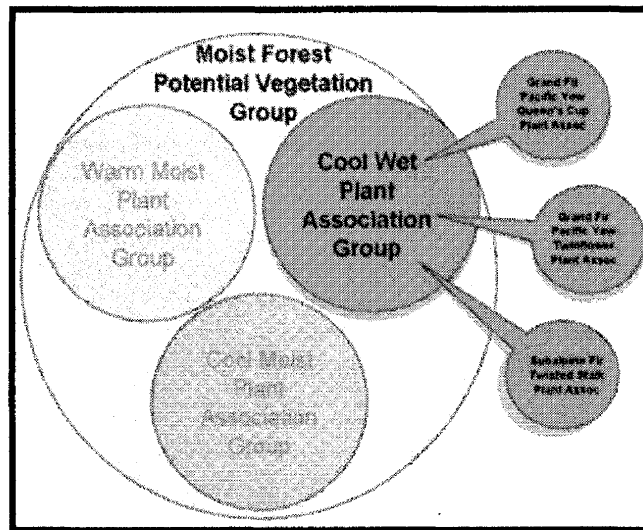 Moist Forest
Potential Vegetation
Group
Warm Moist
Plant
Association
Group
Cool Wet
Plant
Association
Group
Cool Moist
Plant
Association
Group
Grand Fir
Pacific Yew
Queen's Cup
Plant Assoc
Grand Fir
Pacific Yew
Twinflower
Plant Assoc
Subalpine Fir
Twisted Stalk
Plant Assoc